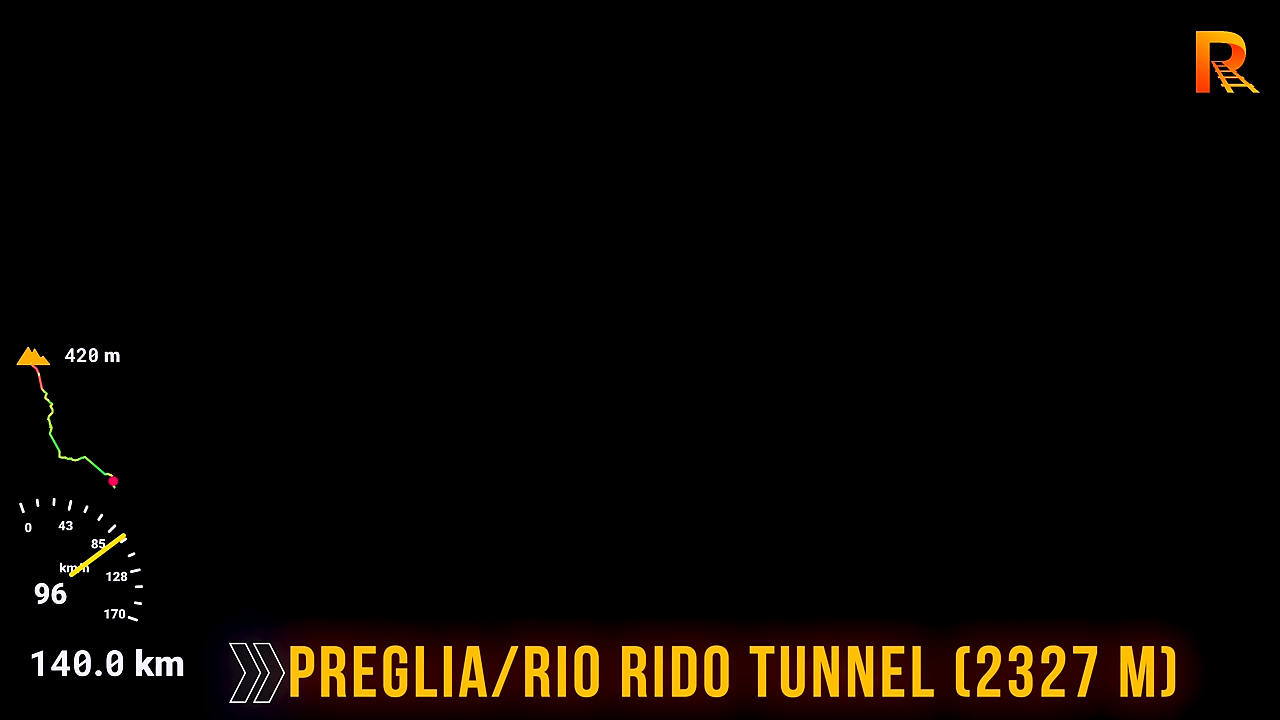 R
420 m
0
43
85
km/h
128
96
170
140.0 km
PREGLIA/RIO RIDO TUNNEL (2327 M)